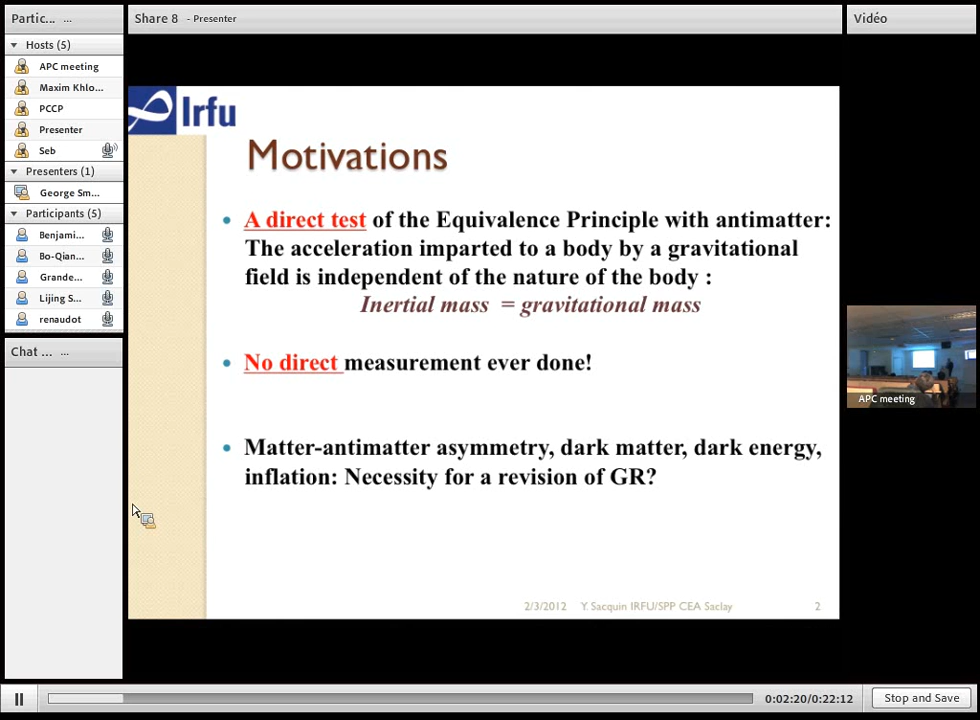 Partic... ...
Hosts (5)
APC meeting
Maxim Khlo...
PCCP
Presenter
Seb
Presenters (1)
George Sm...
Participants (5)
Benjami...
Bo-Qian...
Grande...
Lijing S...
renaudot
Chat ... ...
Share 8 - Presenter
Irfu
Motivations
A direct test of the Equivalence Principle with antimatter:
The acceleration imparted to a body by a gravitational
field is independent of the nature of the body :
Inertial mass = gravitational mass
No direct measurement ever done!
Matter-antimatter asymmetry, dark matter, dark energy,
inflation: Necessity for a revision of GR?
2/3/2012 Y. Sacquin IRFU/SPP CEA Saclay 2
Vidéo
APC meeting
0:02:20/0:22:12
Stop and Save